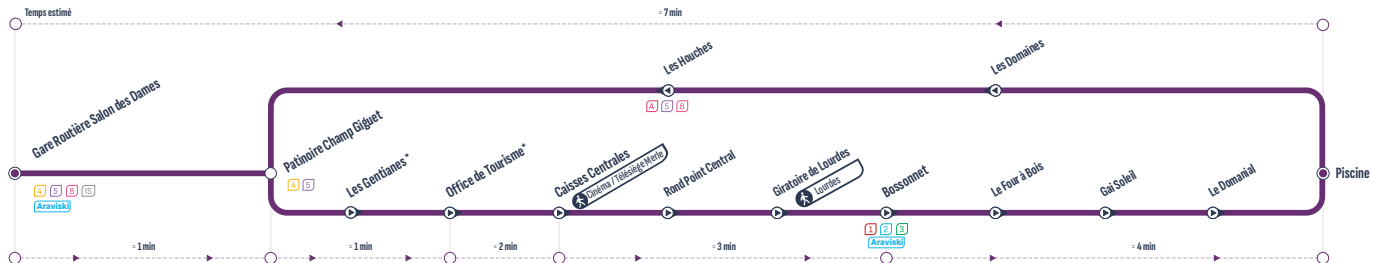 Temps estimé
≈ 7 min
Les Houches
Les Domaines
A 5 8
Gare Routière Salon des Dames
4 5 8 IS
Araviski
Patinoire Champ Giguet
4 5
Les Gentianes*
Office de Tourisme*
Caisses Centrales
Cinéma / Télésiège Merle
Rond Point Central
Giratoire de Lourdes
Lourdes
Bossonnet
1 2 3
Araviski
Le Four à Bois
Gai Soleil
Le Domanial
Piscine
≈ 1 min
≈ 1 min
≈ 2 min
≈ 3 min
≈ 4 min